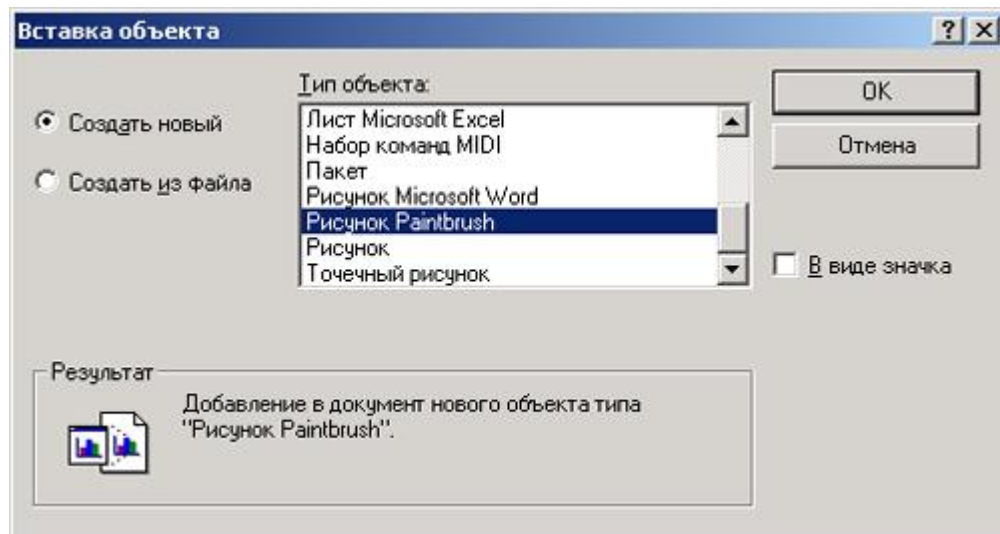 Вставка объекта
Тип объекта:
Создать новый
Создать из файла
Лист Microsoft Excel
Набор команд MIDI
Пакет
Рисунок Microsoft Word
Рисунок Paintbrush
Рисунок
Точечный рисунок
OK
Отмена
В виде значка
Результат
Добавление в документ нового объекта типа
"Рисунок Paintbrush".